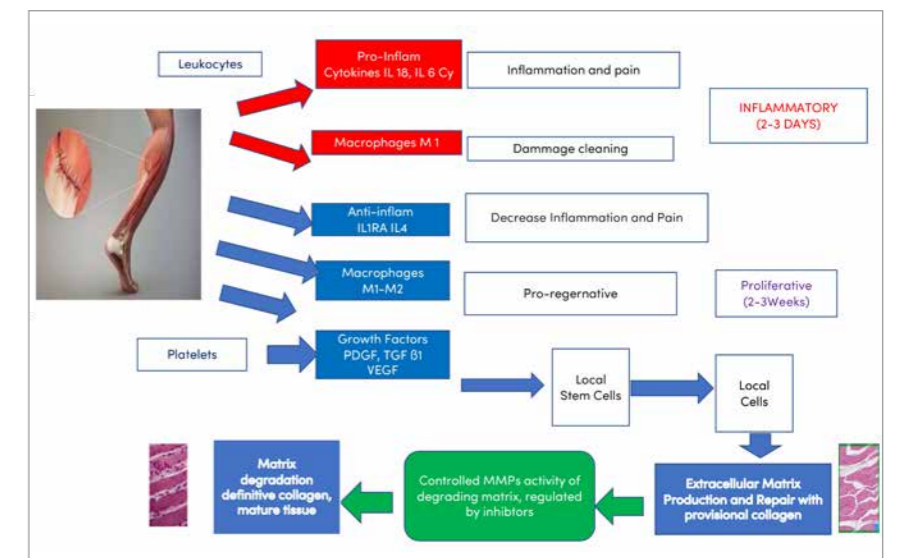 Leukocytes
Pro-Inflam
Cytokines IL 18, IL 6 Cy
Inflammation and pain
INFLAMMATORY
(2-3 DAYS)
Macrophages M 1
Dammage cleaning
Anti-inflam
IL1RA IL4
Decrease Inflammation and Pain
Macrophages
M1-M2
Pro-regernative
Proliferative
(2-3Weeks)
Platelets
Growth Factors
PDGF, TGF ß1
VEGF
Local
Stem Cells
Local
Cells
Matrix
degradation
definitive collagen,
mature tissue
Controlled MMPs activity of
degrading matrix, regulated
by inhibtors
Extracellular Matrix
Production and Repair with
provisional collagen